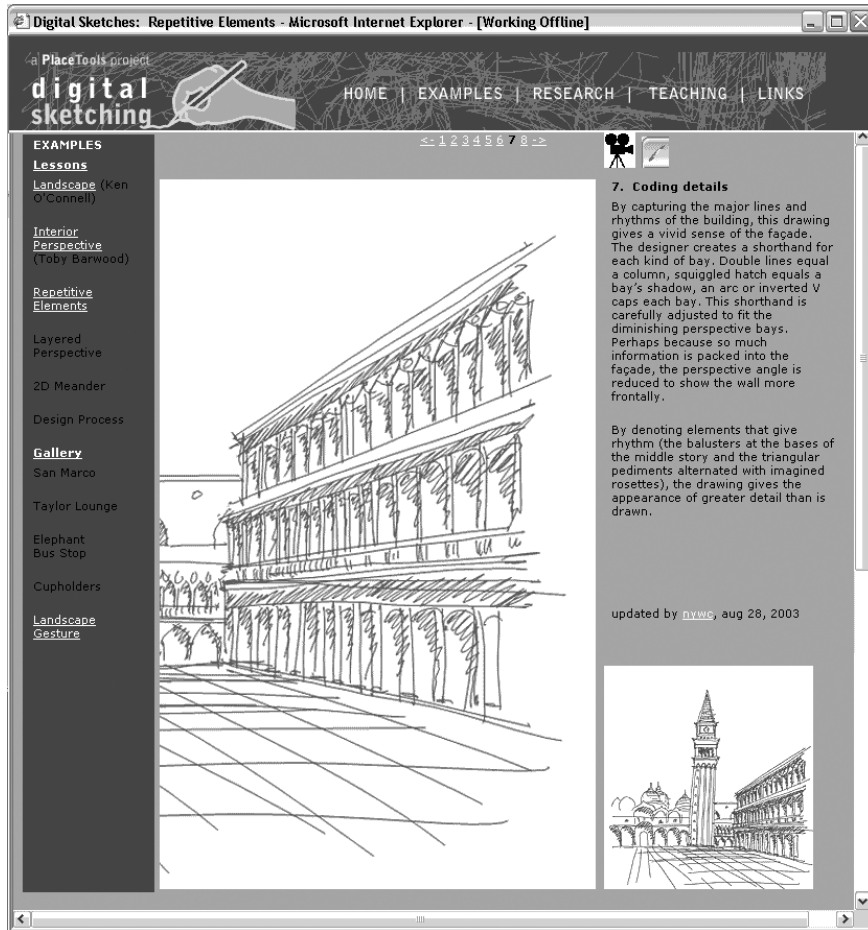 Digital Sketches: Repetitive Elements - Microsoft Internet Explorer - [Working Offline]
a PlaceTools project
digital
sketching
HOME | EXAMPLES | RESEARCH | TEACHING | LINKS
<- 1 2 3 4 5 6 7 8 ->
EXAMPLES
Lessons
Landscape (Ken
O'Connell)
Interior
Perspective
(Toby Barwood)
Repetitive
Elements
Layered
Perspective
2D Meander
Design Process
Gallery
San Marco
Taylor Lounge
Elephant
Bus Stop
Cupholders
Landscape
Gesture
7. Coding details
By capturing the major lines and
rhythms of the building, this drawing
gives a vivid sense of the façade.
The designer creates a shorthand for
each kind of bay. Double lines equal
a column, squiggled hatch equals a
bay's shadow, an arc or inverted V
caps each bay. This shorthand is
carefully adjusted to fit the
diminishing perspective bays.
Perhaps because so much
information is packed into the
façade, the perspective angle is
reduced to show the wall more
frontally.
By denoting elements that give
rhythm (the balusters at the bases of
the middle story and the triangular
pediments alternated with imagined
rosettes), the drawing gives the
appearance of greater detail than is
drawn.
updated by nywc, aug 28, 2003